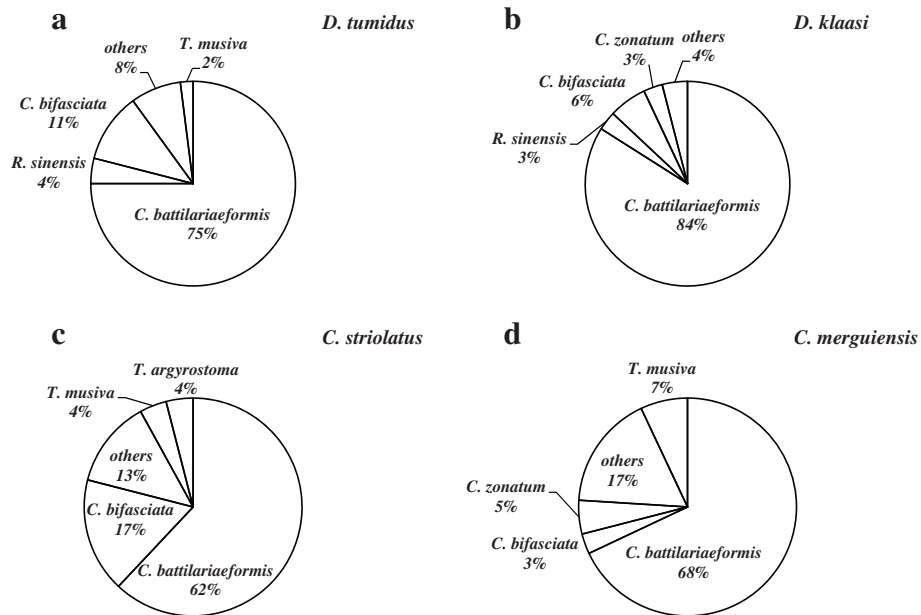 a
D. tumidus
T. musiva
2%
others
8%
C. bifasciata
11%
R. sinensis
4%
C. battilariaeformis
75%
b
D. klaasi
C. zonatum
3%
others
4%
C. bifasciata
6%
R. sinensis
3%
C. battilariaeformis
84%
c
C. striolatus
T. argyrostoma
4%
T. musiva
4%
others
13%
C. bifasciata
17%
C. battilariaeformis
62%
d
C. merguiensis
T. musiva
7%
others
17%
C. zonatum
5%
C. bifasciata
3%
C. battilariaeformis
68%